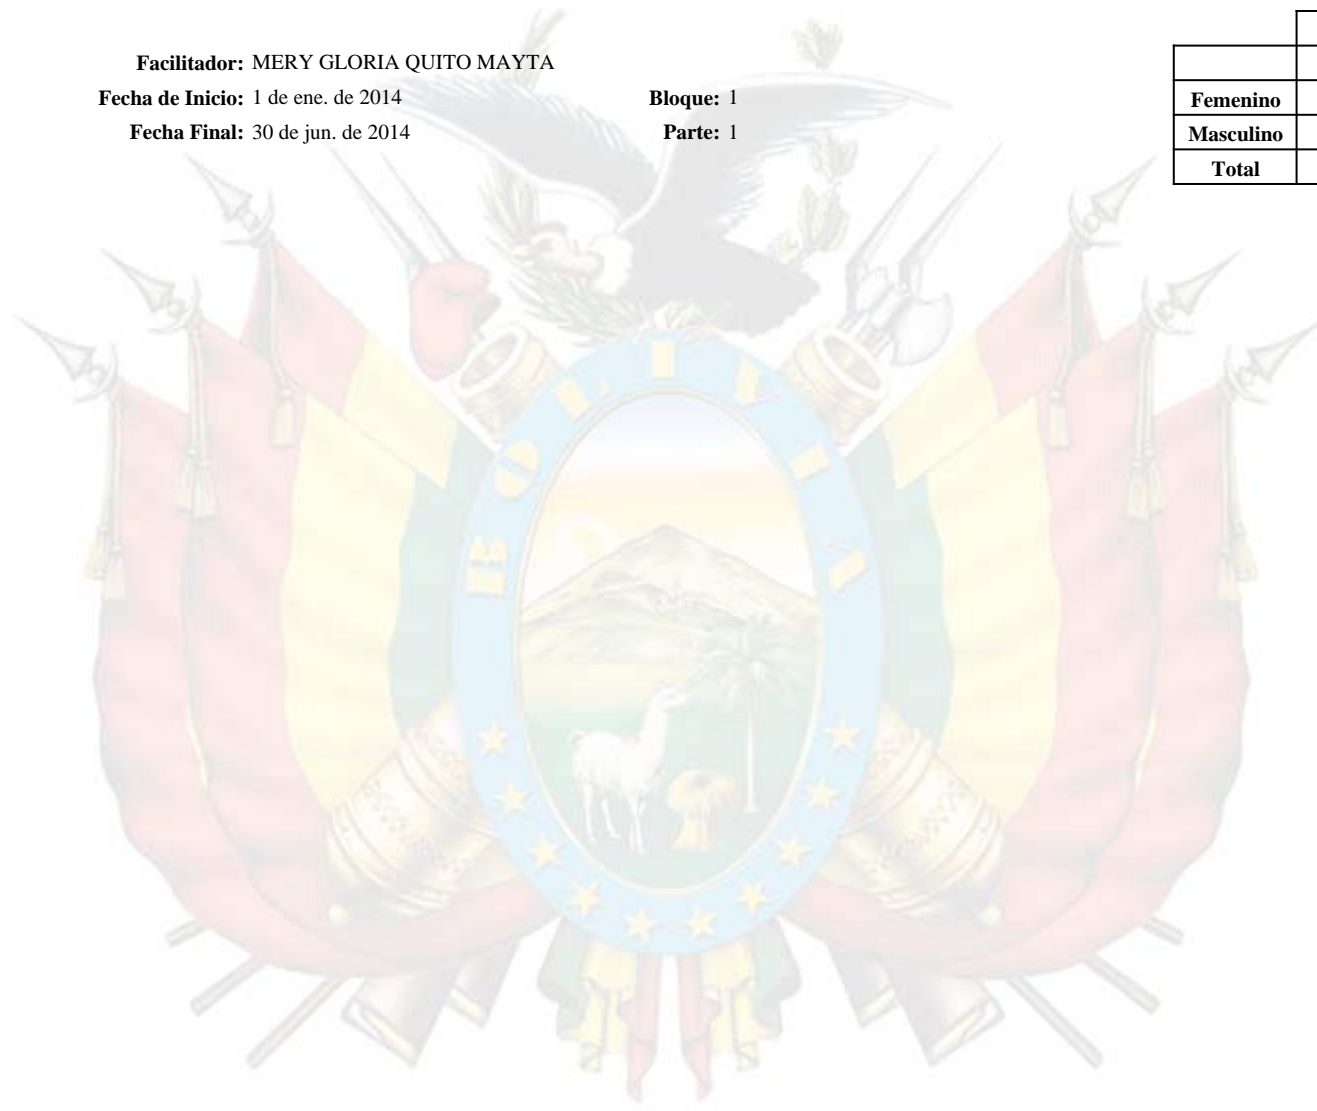 Facilitador: MERY GLORIA QUITO MAYTA
Fecha de Inicio: 1 de ene. de 2014 Bloque: 1
Fecha Final: 30 de jun. de 2014 Parte: 1
Femenino
Masculino
Total
BOLIVIA